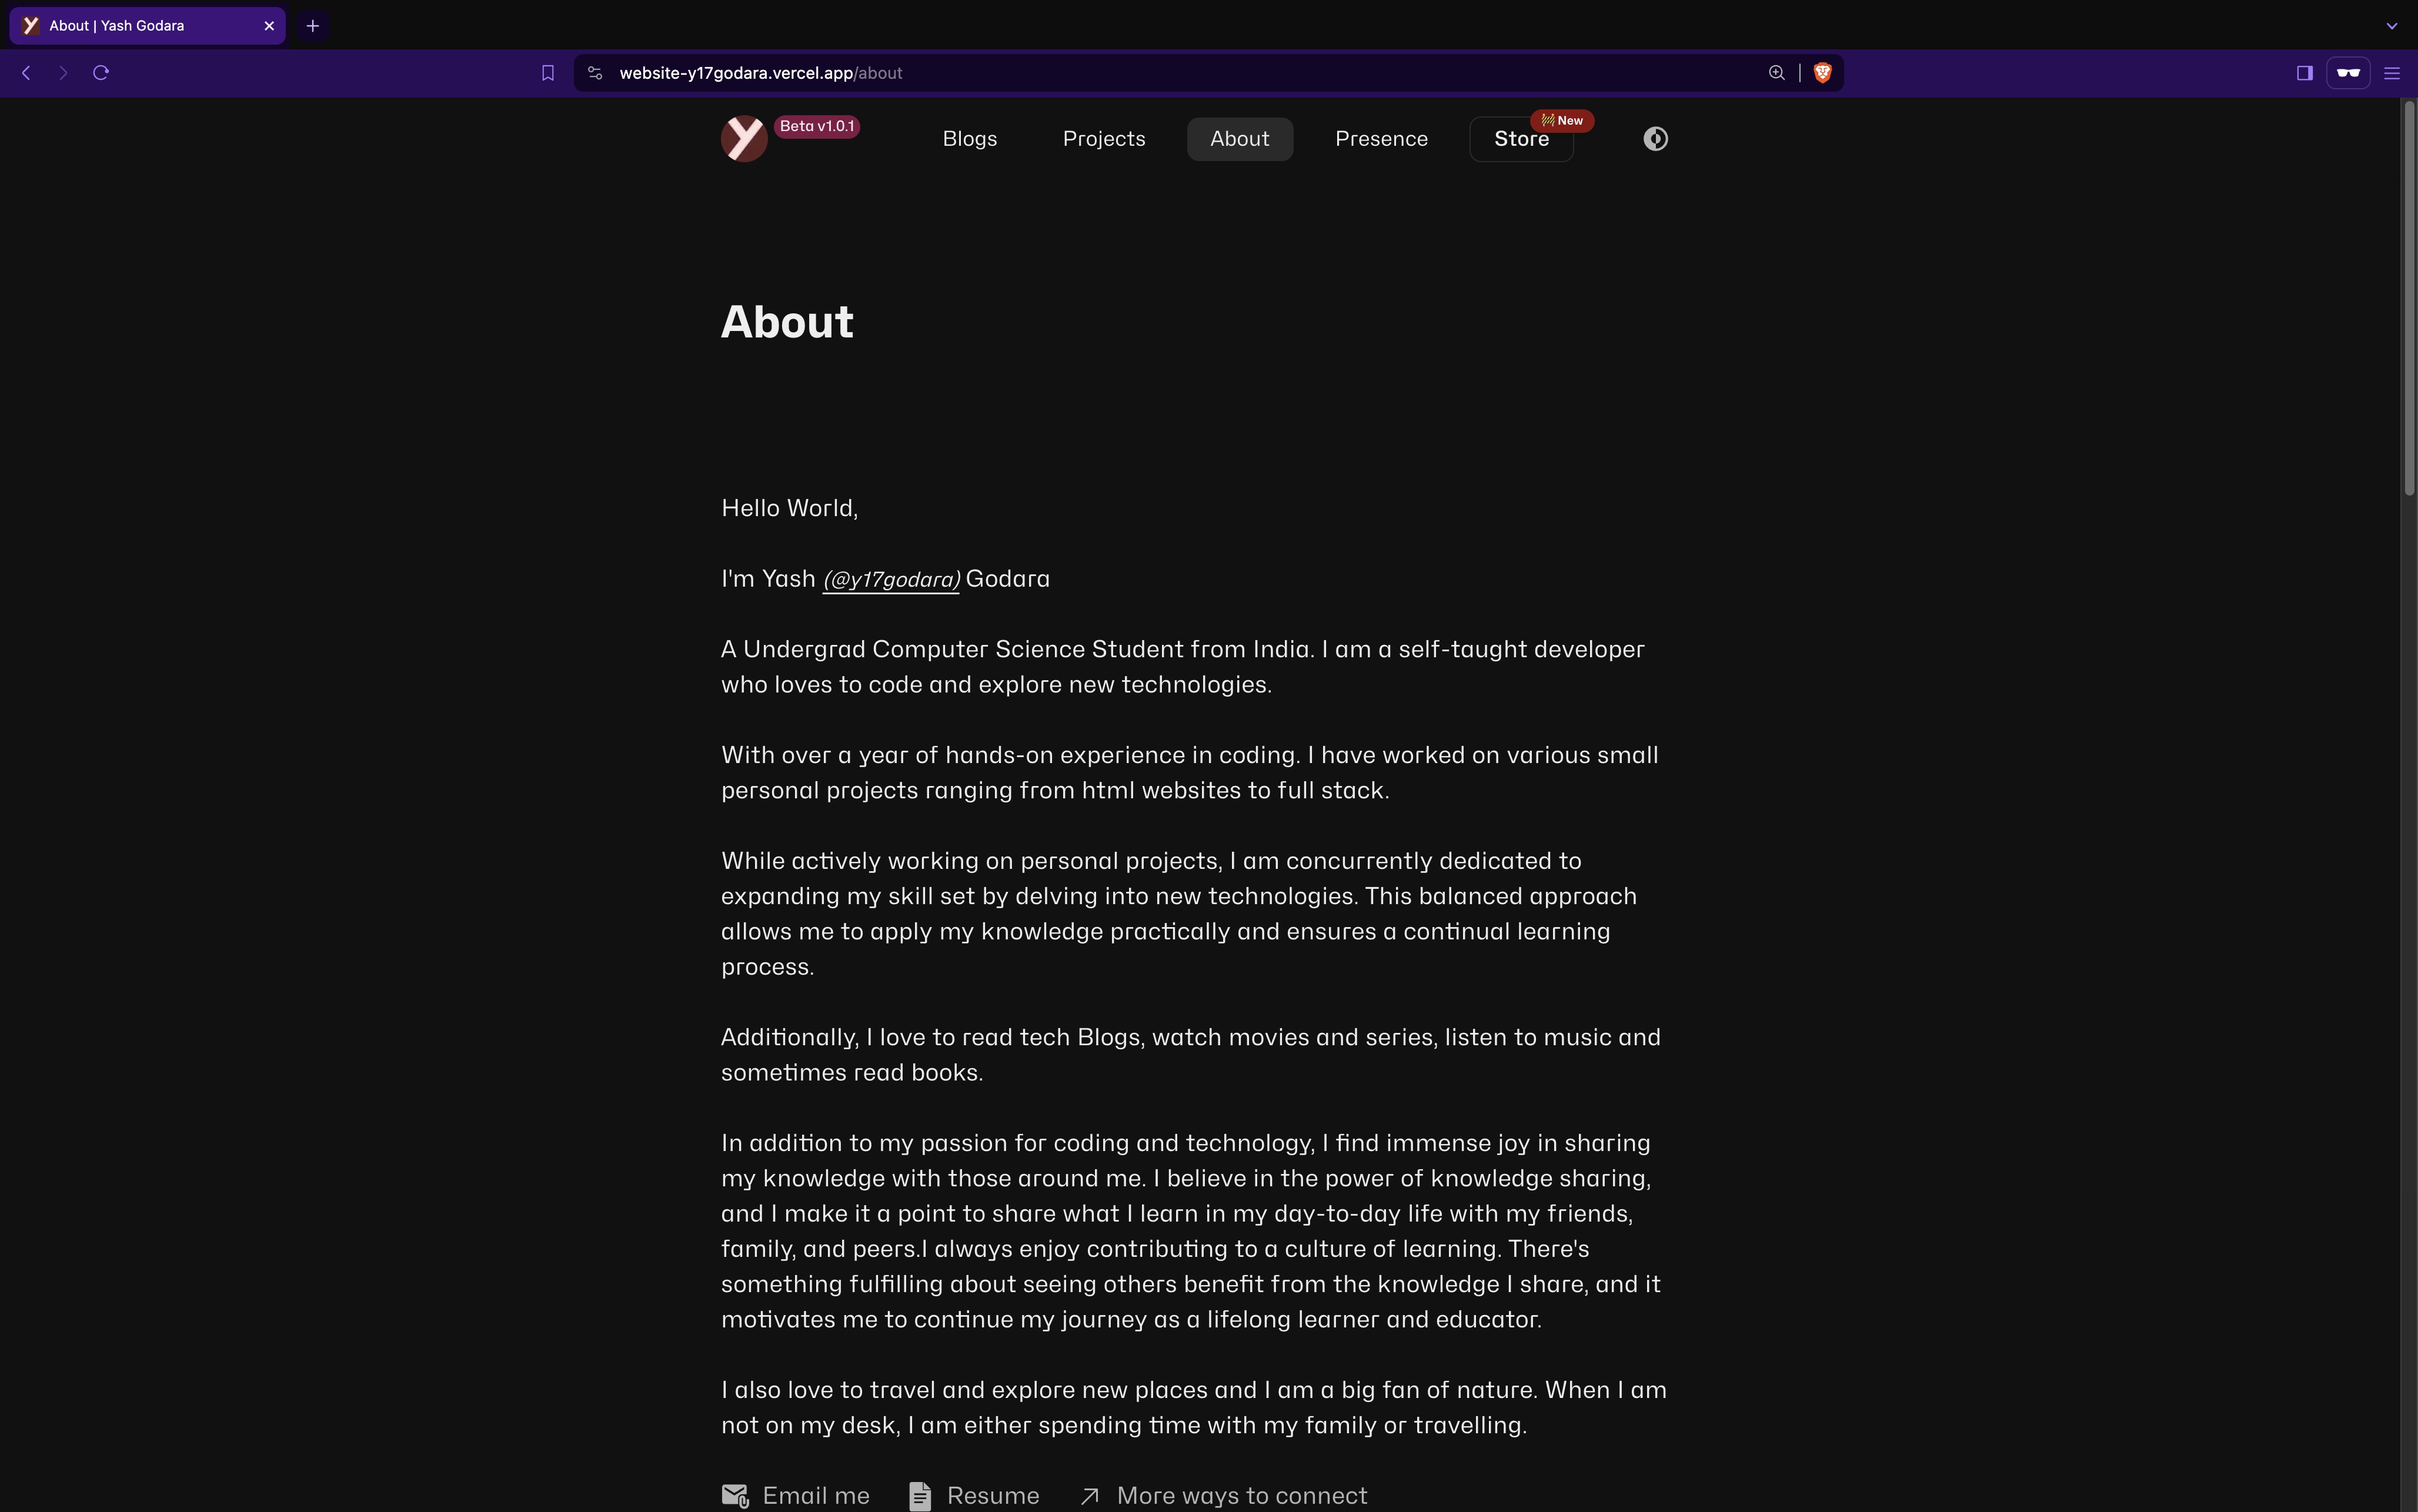 About | Yash Godara
website-y17godara.vercel.app/about
Y
Beta v1.0.1
Blogs
Projects
About
Presence
Store
New
About
Hello World,
I'm Yash (@y17godara) Godara
A Undergrad Computer Science Student from India. I am a self-taught developer
who loves to code and explore new technologies.
With over a year of hands-on experience in coding. I have worked on various small
personal projects ranging from html websites to full stack.
While actively working on personal projects, I am concurrently dedicated to
expanding my skill set by delving into new technologies. This balanced approach
allows me to apply my knowledge practically and ensures a continual learning
process.
Additionally, I love to read tech Blogs, watch movies and series, listen to music and
sometimes read books.
In addition to my passion for coding and technology, I find immense joy in sharing
my knowledge with those around me. I believe in the power of knowledge sharing,
and I make it a point to share what I learn in my day-to-day life with my friends,
family, and peers.I always enjoy contributing to a culture of learning. There's
something fulfilling about seeing others benefit from the knowledge I share, and it
motivates me to continue my journey as a lifelong learner and educator.
I also love to travel and explore new places and I am a big fan of nature. When I am
not on my desk, I am either spending time with my family or travelling.
Email me
Resume
More ways to connect